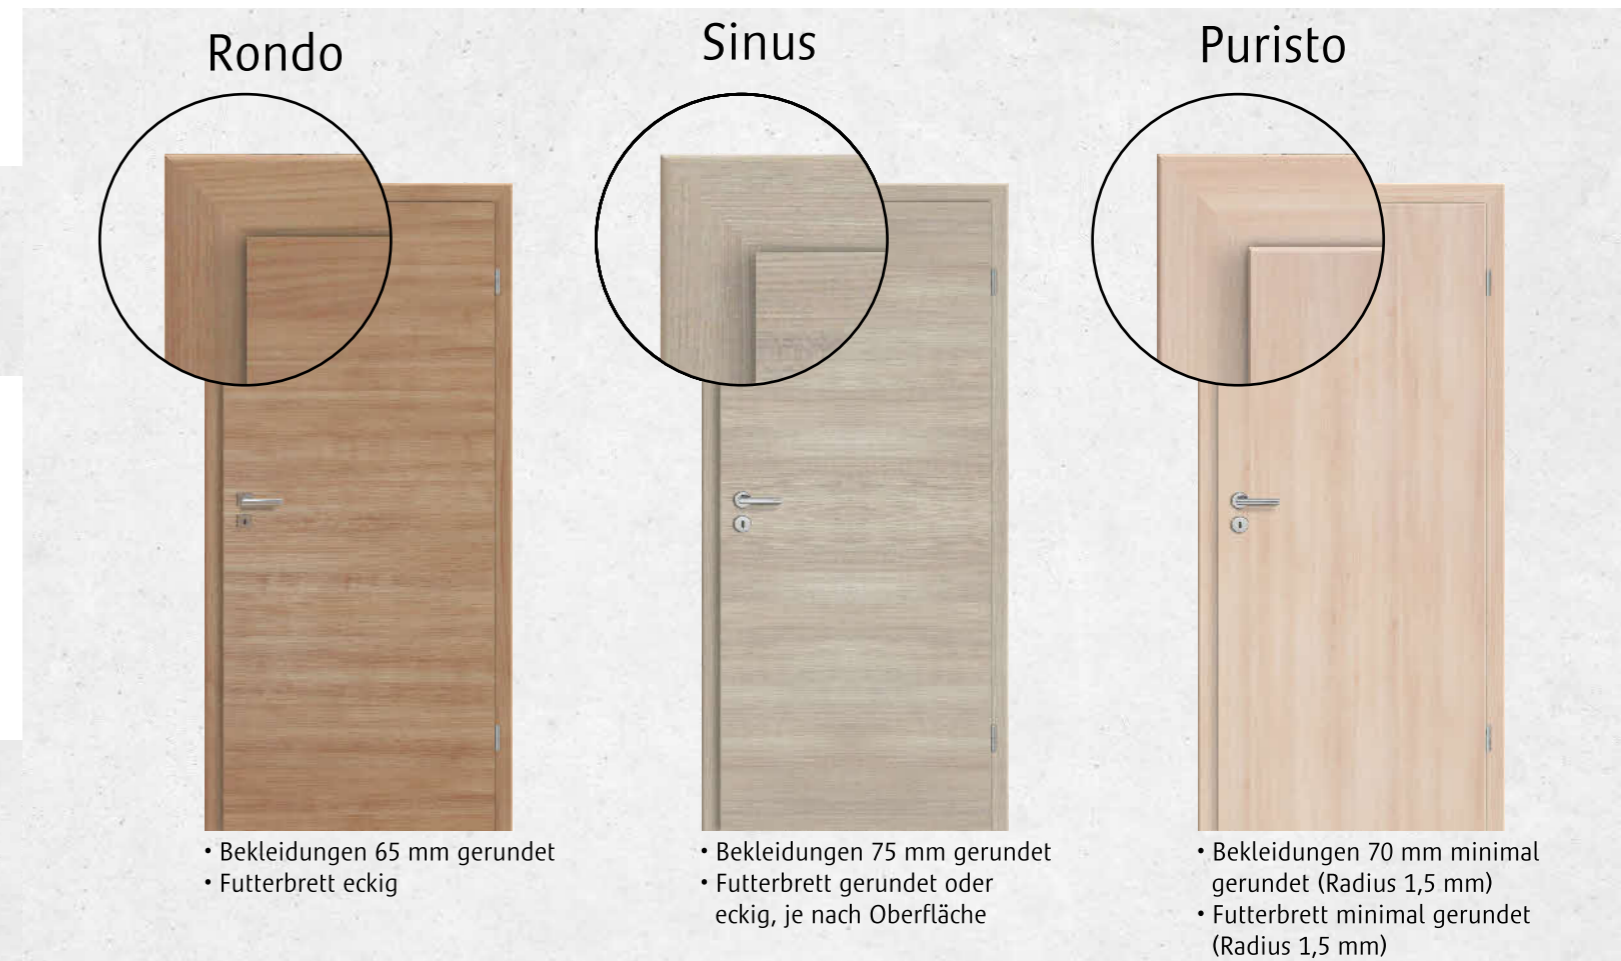 Rondo
Sinus
Puristo
• Bekleidungen 65 mm gerundet
• Futterbrett eckig
• Bekleidungen 75 mm gerundet
• Futterbrett gerundet oder
eckig, je nach Oberfläche
• Bekleidungen 70 mm minimal
gerundet (Radius 1,5 mm)
• Futterbrett minimal gerundet
(Radius 1,5 mm)